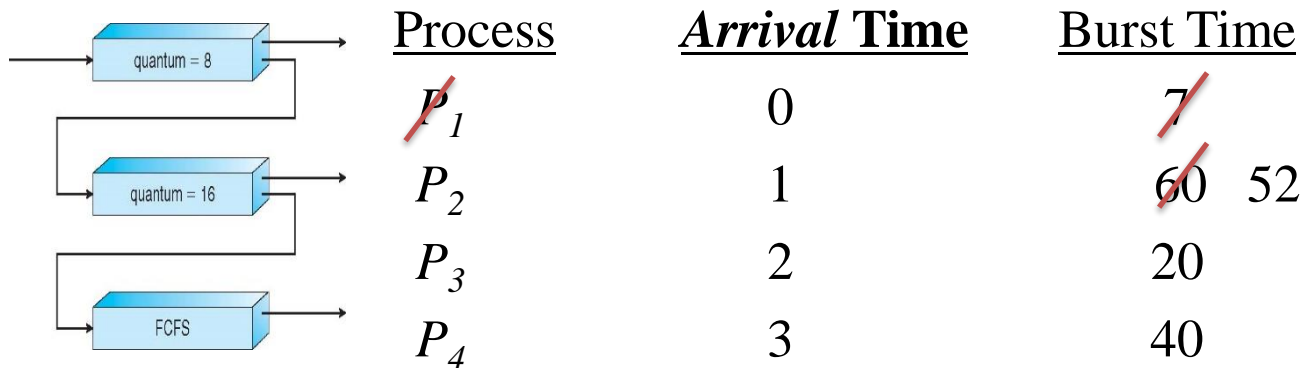 quantum = 8
quantum = 16
FCFS
Process Arrival Time Burst Time
P1 0 7
P2 1 60 52
P3 2 20
P4 3 40